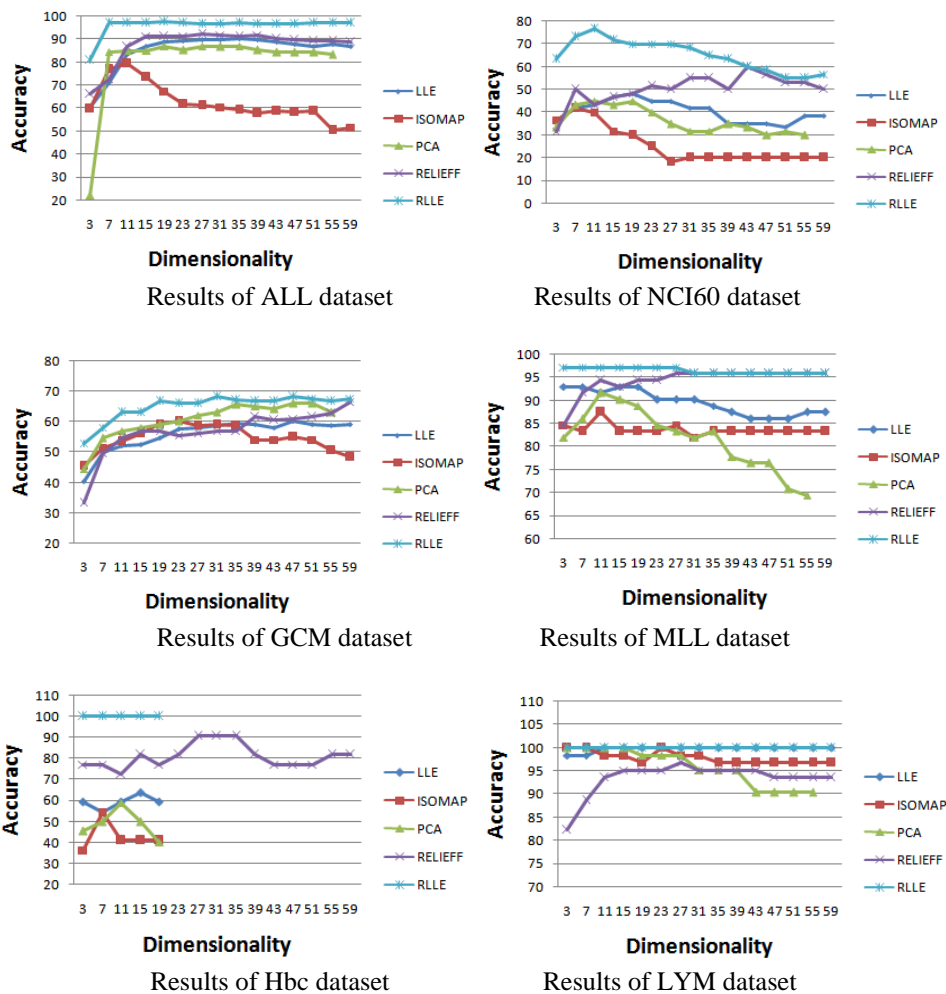 100
90
80
70
60
50
40
30
20
Accuracy
3 7 11 15 19 23 27 31 35 39 43 47 51 55 59
Dimensionality
LLE
ISOMAP
PCA
RELIEFF
RLLE
Results of ALL dataset
80
70
60
50
40
30
20
10
0
Accuracy
3 7 11 15 19 23 27 31 35 39 43 47 51 55 59
Dimensionality
LLE
ISOMAP
PCA
RELIEFF
RLLE
Results of NCI60 dataset
80
70
60
50
40
30
20
Accuracy
3 7 11 15 19 23 27 31 35 39 43 47 51 55 59
Dimensionality
LLE
ISOMAP
PCA
RELIEFF
RLLE
Results of GCM dataset
100
95
90
85
80
75
70
65
60
Accuracy
3 7 11 15 19 23 27 31 35 39 43 47 51 55 59
Dimensionality
LLE
ISOMAP
PCA
RELIEFF
RLLE
Results of MLL dataset
110
100
90
80
70
60
50
40
30
20
Accuracy
3 7 11 15 19 23 27 31 35 39 43 47 51 55 59
Dimensionality
LLE
ISOMAP
PCA
RELIEFF
RLLE
Results of Hbc dataset
110
105
100
95
90
85
80
75
70
Accuracy
3 7 11 15 19 23 27 31 35 39 43 47 51 55 59
Dimensionality
LLE
ISOMAP
PCA
RELIEFF
RLLE
Results of LYM dataset